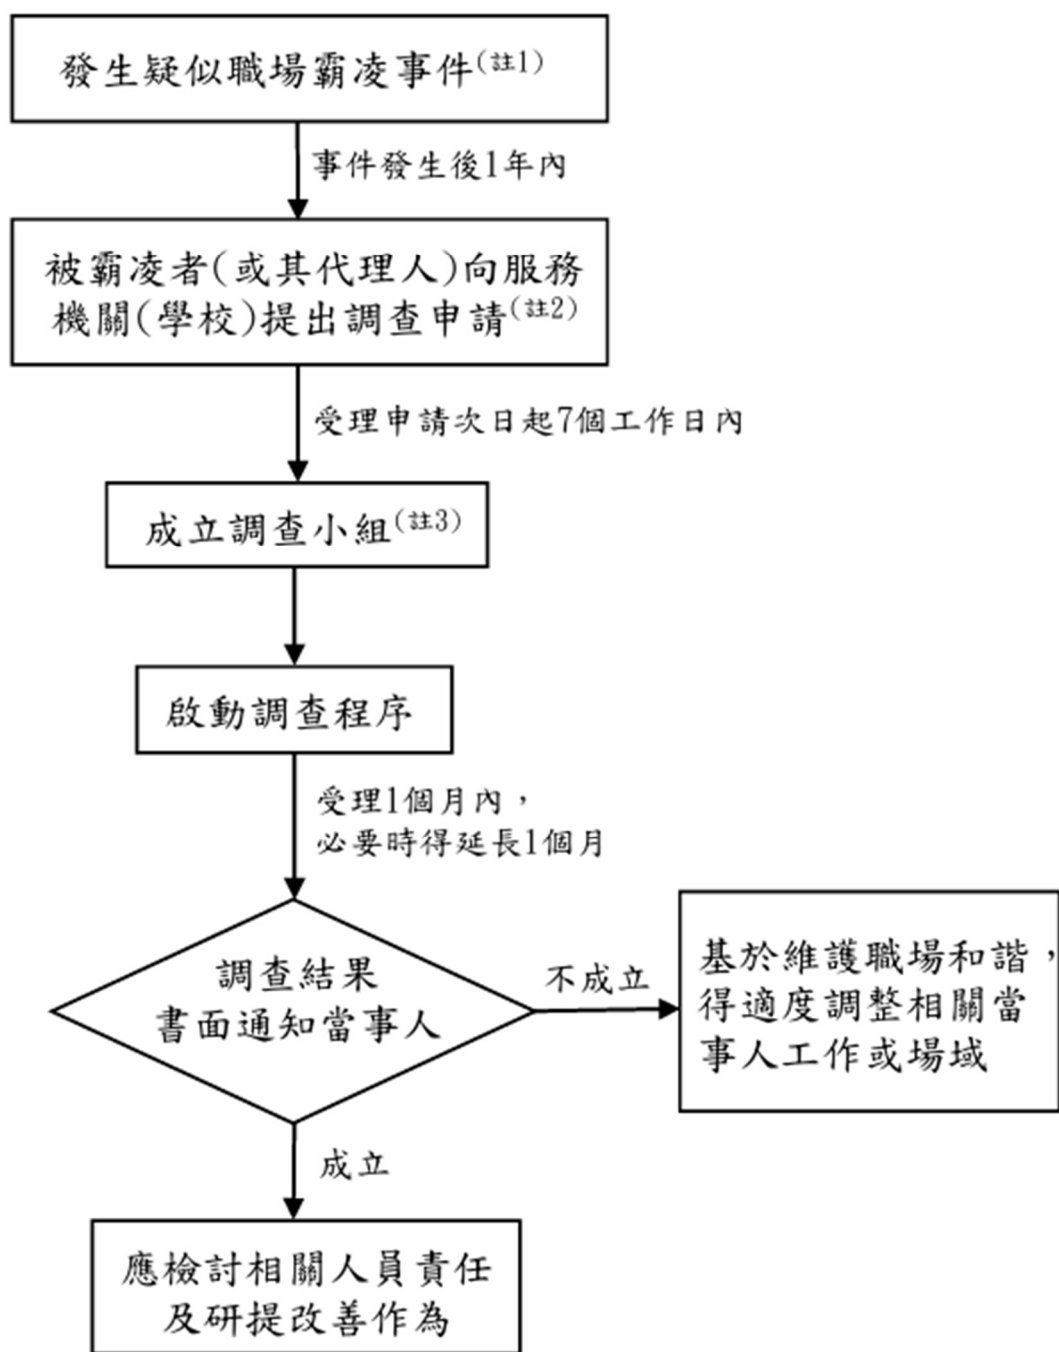 發生疑似職場霸凌事件(註1)
事件發生後1年內
被霸凌者(或其代理人)向服務
機關(學校)提出調查申請(註2)
受理申請次日起7個工作日內
成立調查小組(註3)
啟動調查程序
受理1個月內，
必要時得延長1個月
調查結果
書面通知當事人
不成立
基於維護職場和諧，
得適度調整相關當
事人工作或場域
成立
應檢討相關人員責任
及研提改善作為